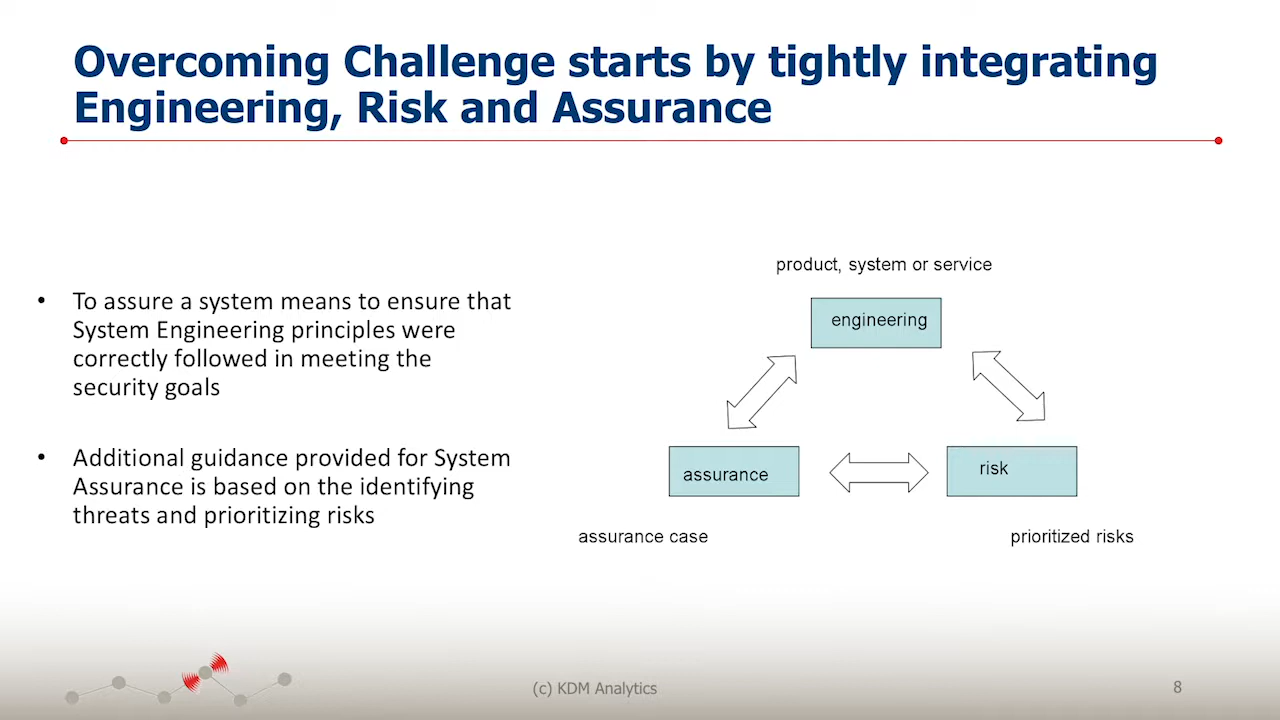 Overcoming Challenge starts by tightly integrating
Engineering, Risk and Assurance
• To assure a system means to ensure that
System Engineering principles were
correctly followed in meeting the
security goals
• Additional guidance provided for System
Assurance is based on the identifying
threats and prioritizing risks
product, system or service
engineering
assurance
risk
assurance case
prioritized risks
(c) KDM Analytics
8